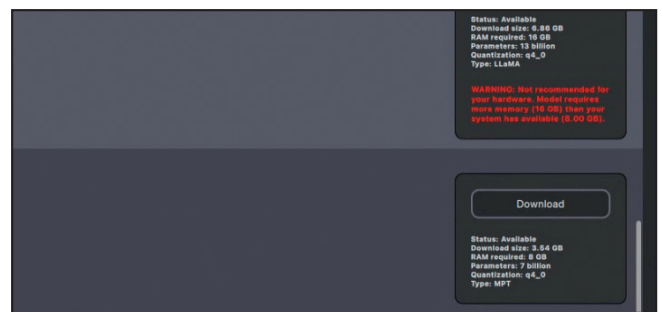 Status: Available
Download size: 6.86 GB
RAM required: 16 GB
Parameters: 13 billion
Quantization: q4_0
Type: LLaMA
WARNING: Not recommended for
your hardware. Model requires
more memory (16 GB) than your
system has available (8.00 GB).
Download
Status: Available
Download size: 3.54 GB
RAM required: 8 GB
Parameters: 7 billion
Quantization: q4_0
Type: MPT